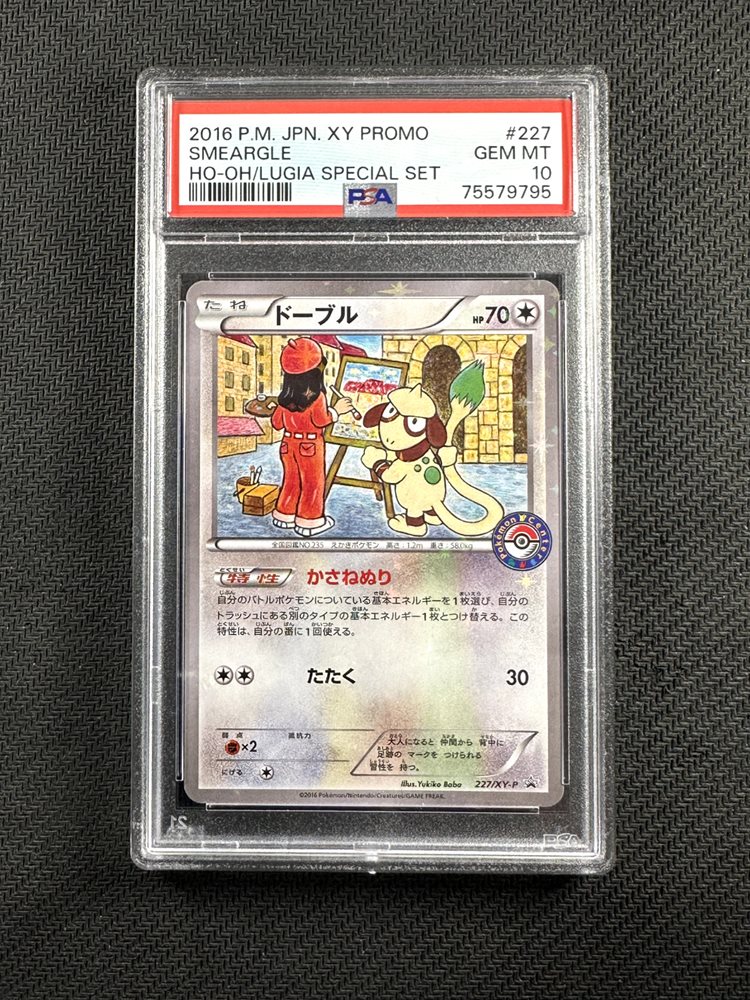 2016 P.M. JPN. XY PROMO #227
SMEARGLE GEM MT
HO-OH/LUGIA SPECIAL SET 10
PSA 75579795
たね ドーブル HP70
Pokémon Center
全国図鑑NO.235 えかきポケモン 高さ:1.2m 重さ:58.0kg
とくせい
特性 かさねぬり
自分のバトルポケモンについている基本エネルギーを1枚選び、自分の
トラッシュにある別のタイプの基本エネルギー1枚とつけ替える。この
特性は、自分の番に1回使える。
たたく 30
弱点 抵抗力
×2
にげる
大人になると 仲間から 背中に
足跡の マークを つけられる
習性を 持つ。
Illus.Yukiko Baba 227/XY-P
©2016 Pokémon/Nintendo/Creatures/GAME FREAK.
PSA